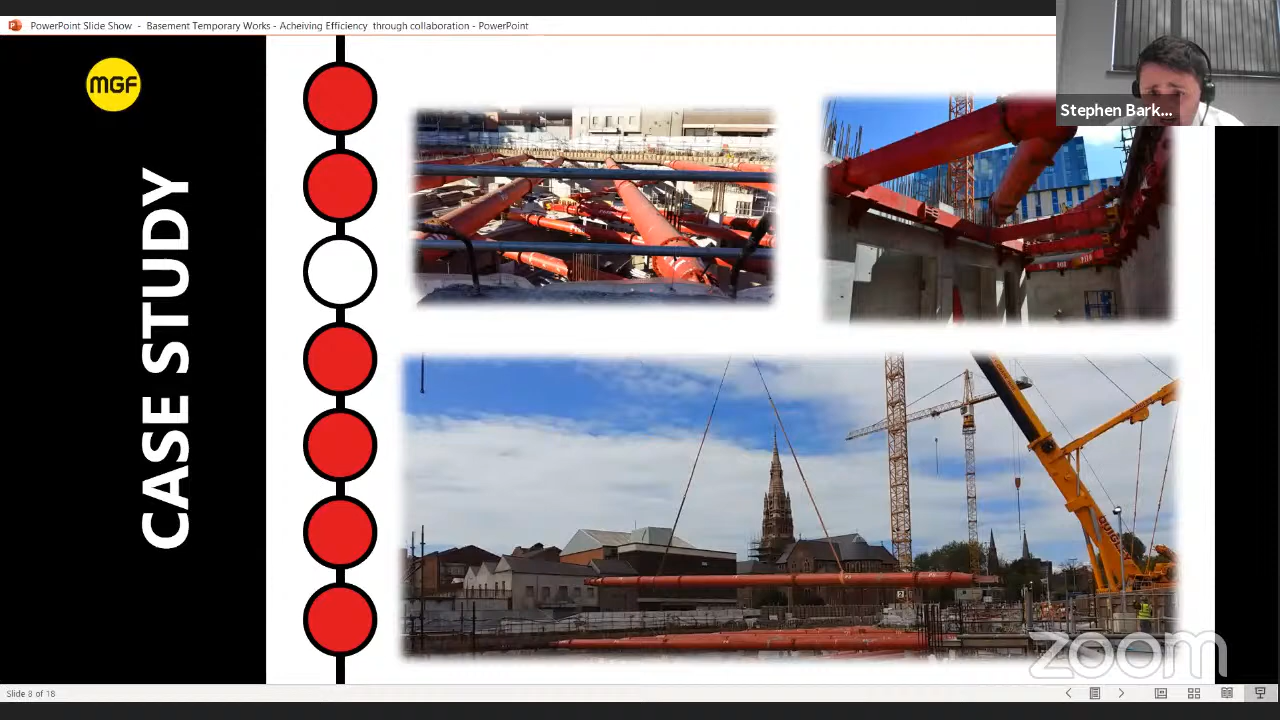 PowerPoint Slide Show - Basement Temporary Works - Acheiving Efficiency through collaboration - PowerPoint
Stephen Bark...
MGF
CASE STUDY
zoom
Slide 8 of 18